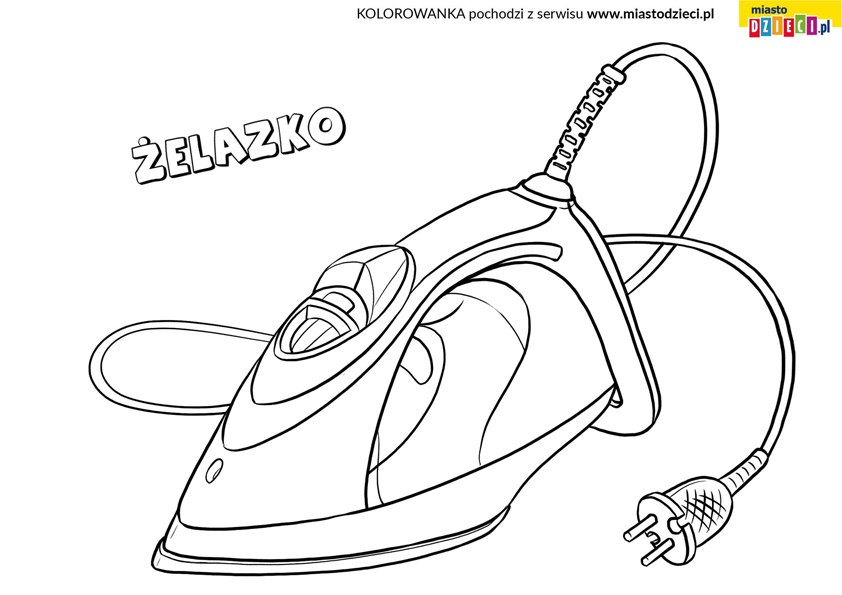 KOLOROWANKA pochodzi z serwisu www.miastodzieci.pl
miasto
DZIECI.pl
ŻELAZKO